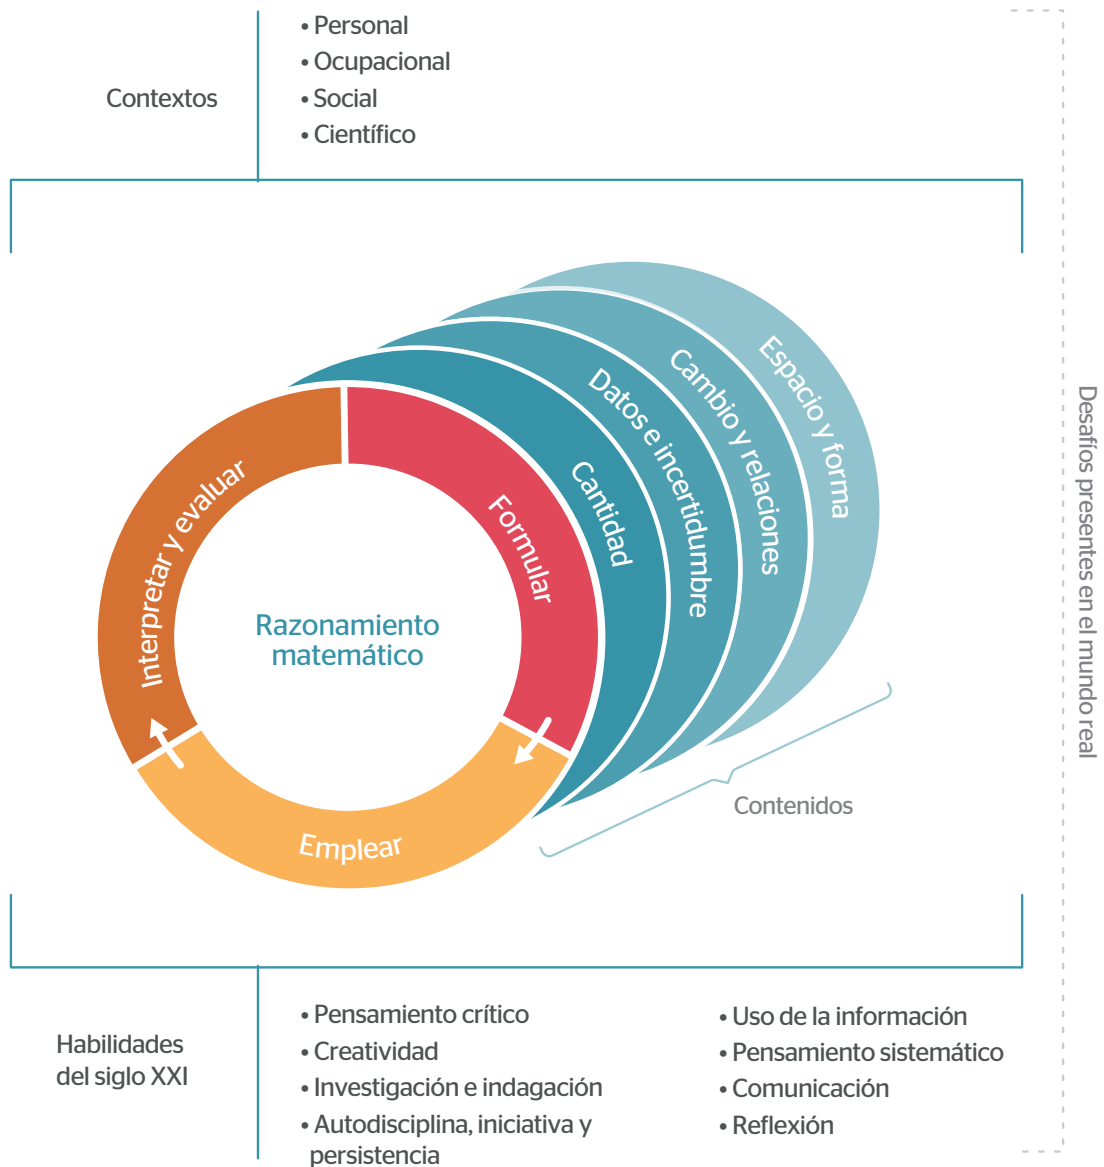 Contextos
• Personal
• Ocupacional
• Social
• Científico
Desafíos presentes en el mundo real
Espacio y forma
Cambio y relaciones
Datos e incertidumbre
Cantidad
Formular
Interpretar y evaluar
Emplear
Razonamiento
matemático
Contenidos
Habilidades
del siglo XXI
• Pensamiento crítico
• Creatividad
• Investigación e indagación
• Autodisciplina, iniciativa y
persistencia
• Uso de la información
• Pensamiento sistemático
• Comunicación
• Reflexión